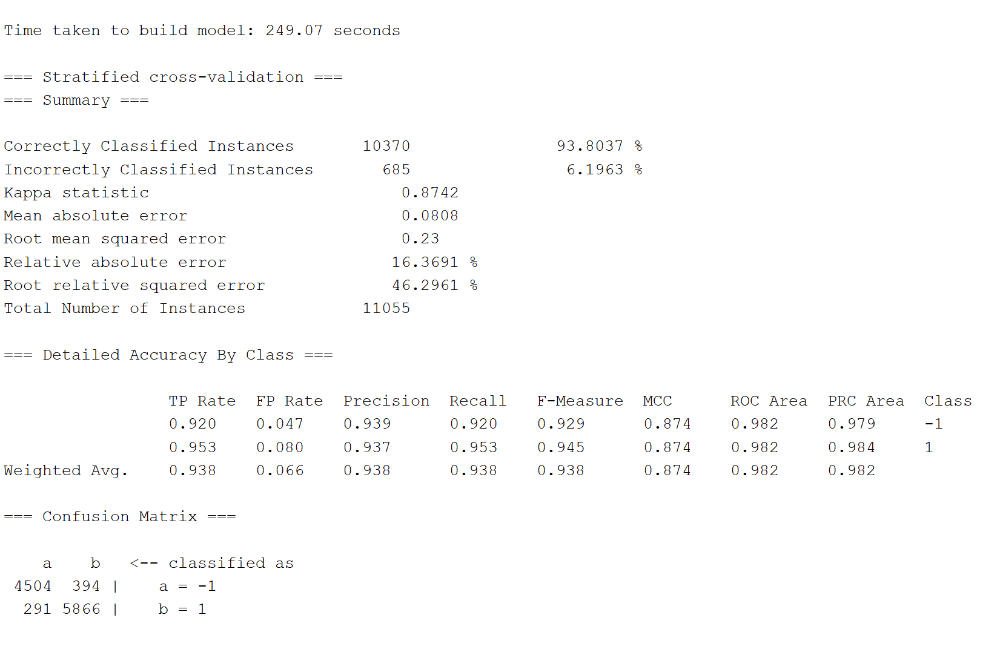 Time taken to build model: 249.07 seconds
=== Stratified cross-validation ===
=== Summary ===
Correctly Classified Instances       10370               93.8037 %
Incorrectly Classified Instances       685                6.1963 %
Kappa statistic                          0.8742
Mean absolute error                      0.0808
Root mean squared error                  0.23
Relative absolute error                 16.3691 %
Root relative squared error             46.2961 %
Total Number of Instances            11055
=== Detailed Accuracy By Class ===
                 TP Rate  FP Rate  Precision  Recall   F-Measure  MCC      ROC Area  PRC Area  Class
                 0.920    0.047    0.939      0.920    0.929      0.874    0.982     0.979     -1
                 0.953    0.080    0.937      0.953    0.945      0.874    0.982     0.984     1
Weighted Avg.    0.938    0.066    0.938      0.938    0.938      0.874    0.982     0.982
=== Confusion Matrix ===
    a    b   <-- classified as
 4504  394 |    a = -1
  291 5866 |    b = 1